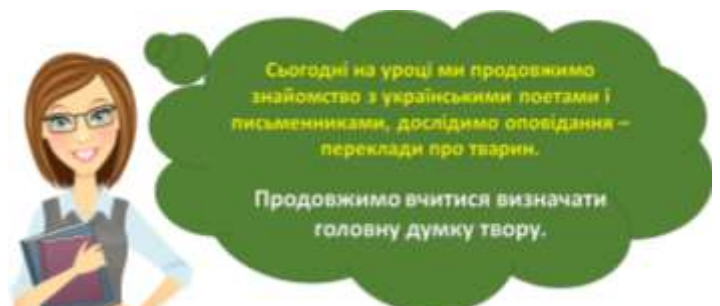 Сьогодні на уроці ми продовжимо
знайомство з українськими поетами і
письменниками, дослідимо оповідання –
переклади про тварин.
Продовжимо вчитися визначати
головну думку твору.